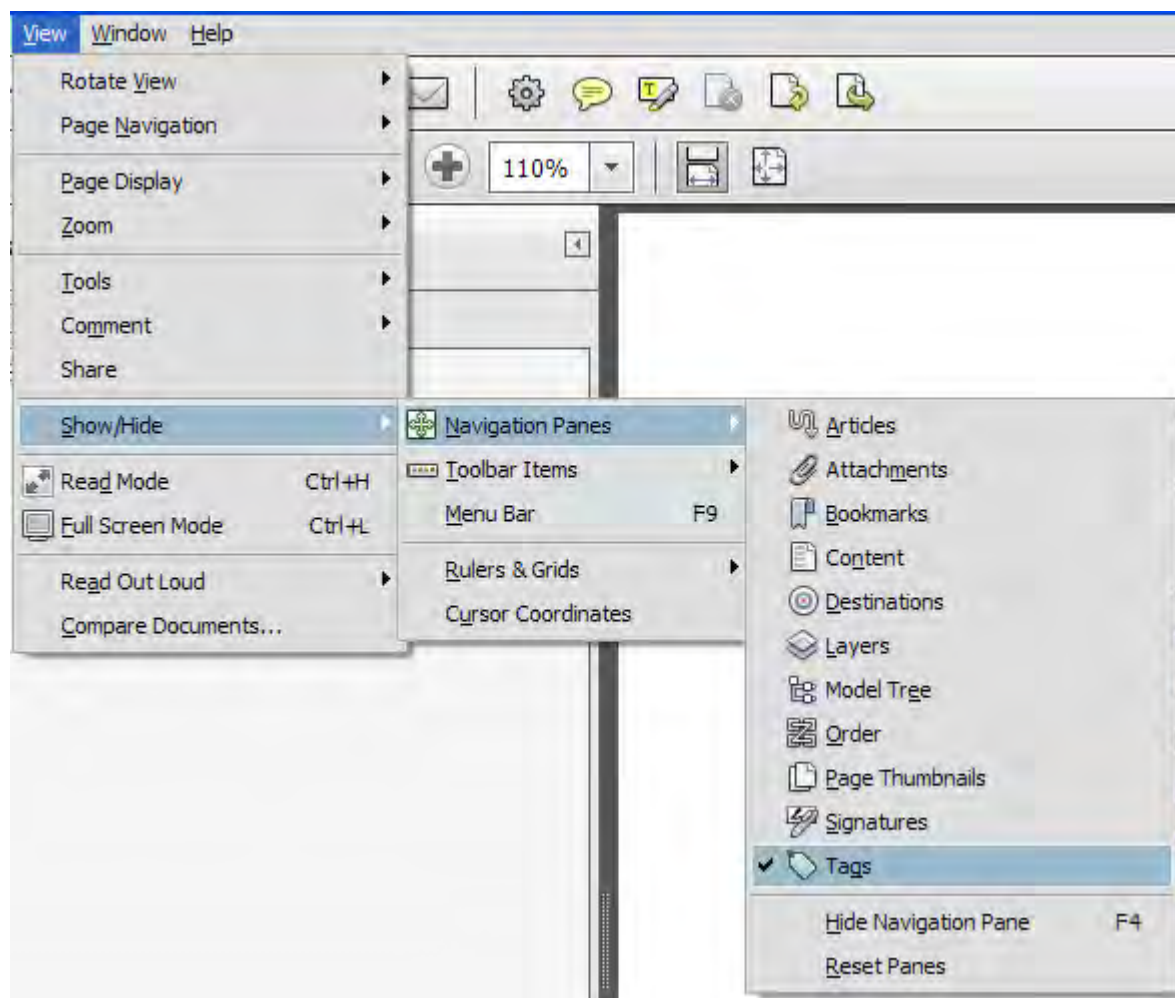 View Window Help
Rotate View
Page Navigation
110%
Page Display
Zoom
Tools
Comment
Share
Show/Hide
Read Mode Ctrl+H
Full Screen Mode Ctrl+L
Read Out Loud
Compare Documents...
Navigation Panes
Toolbar Items
Menu Bar F9
Rulers & Grids
Cursor Coordinates
Articles
Attachments
Bookmarks
Content
Destinations
Layers
Model Tree
Order
Page Thumbnails
Signatures
Tags
Hide Navigation Pane F4
Reset Panes